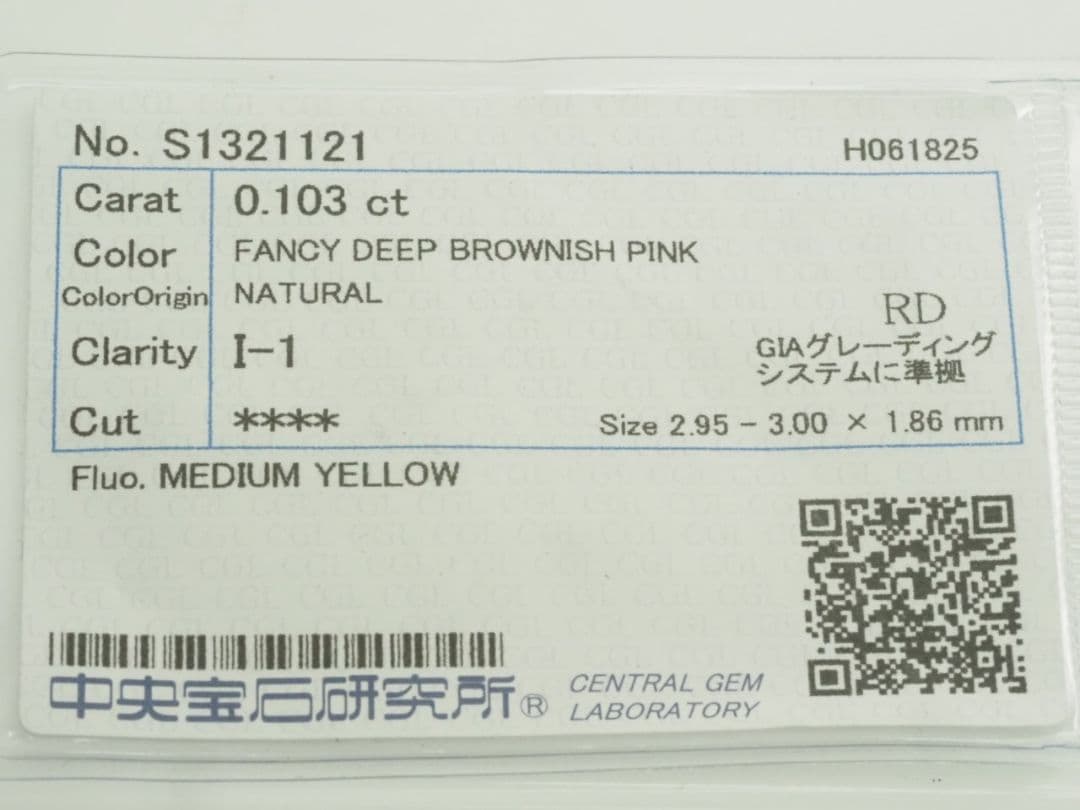 No. S1321121
H061825
Carat 0.103 ct
Color FANCY DEEP BROWNISH PINK
ColorOrigin NATURAL
RD
Clarity I-1
GIAグレーディング
システムに準拠
Cut ****
Size 2.95 - 3.00 × 1.86 mm
Fluo. MEDIUM YELLOW
中央宝石研究所®
CENTRAL GEM
LABORATORY